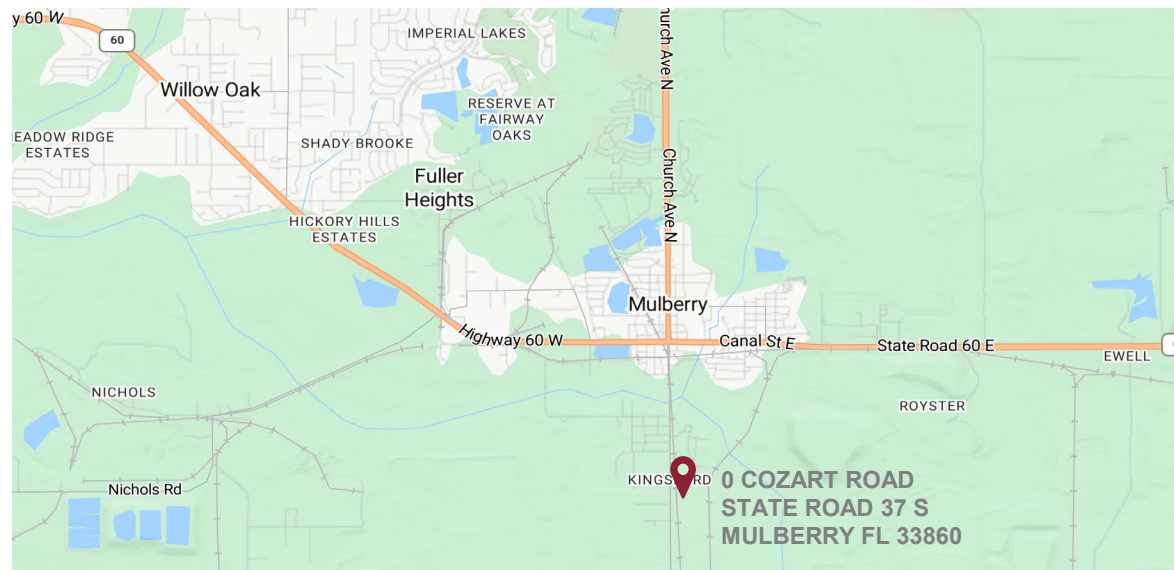 y 60 W
60
Willow Oak
IMPERIAL LAKES
RESERVE AT
FAIRWAY
OAKS
EADOW RIDGE
ESTATES
SHADY BROOKE
Fuller
Heights
HICKORY HILLS
ESTATES
hurch Ave N
Church Ave N
Mulberry
Highway 60 W
Canal St E
State Road 60 E
EWELL
NICHOLS
ROYSTER
Nichols Rd
0 COZART ROAD
STATE ROAD 37 S
MULBERRY FL 33860